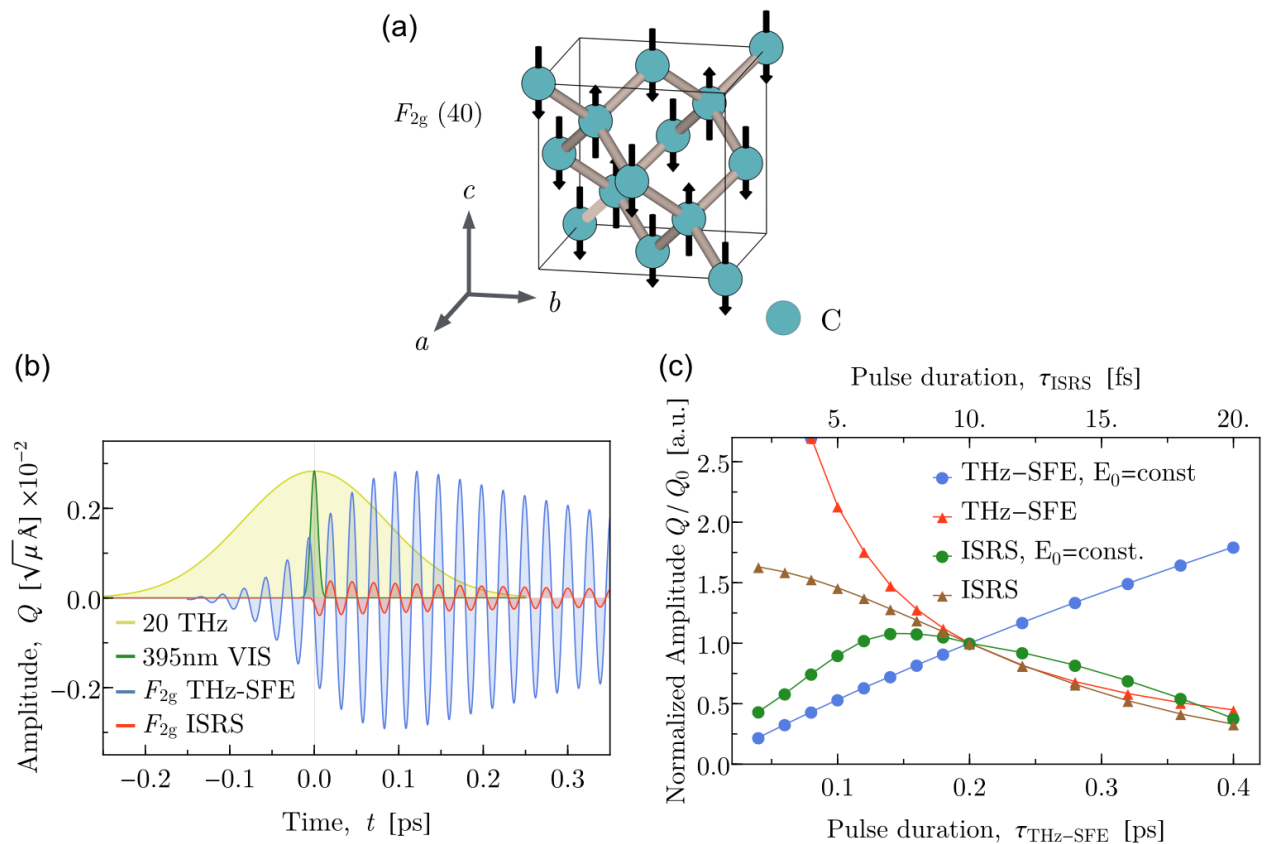 (a)
F2g (40)
c
b
a
C
(b)
Amplitude, Q [√μ Å] ×10−2
0.2
0.0
−0.2
20 THz
395nm VIS
F2g THz-SFE
F2g ISRS
−0.2 −0.1 0.0 0.1 0.2 0.3
Time, t [ps]
(c)
Pulse duration, τISRS [fs]
5. 10. 15. 20.
Normalized Amplitude Q / Q0 [a.u.]
2.5
2.0
1.5
1.0
0.5
0.0
THz−SFE, E0=const
THz−SFE
ISRS, E0=const.
ISRS
0.1 0.2 0.3 0.4
Pulse duration, τTHz−SFE [ps]